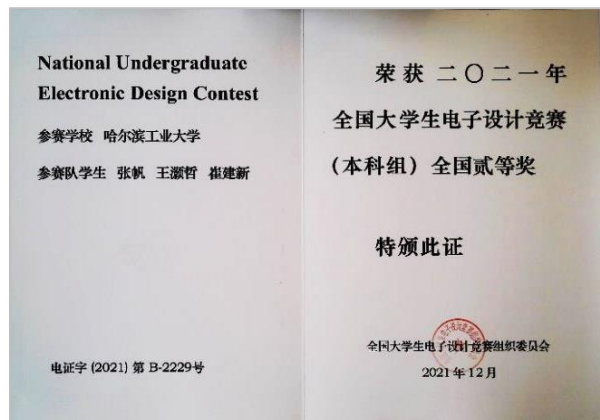 National Undergraduate
Electronic Design Contest
参赛学校 哈尔滨工业大学
参赛队学生 张帆 王灏哲 崔建新
电证字 (2021) 第 B-2229号
荣获 二〇二一年
全国大学生电子设计竞赛
(本科组) 全国贰等奖
特颁此证
全国大学生电子设计竞赛组织委员会
2021年12月